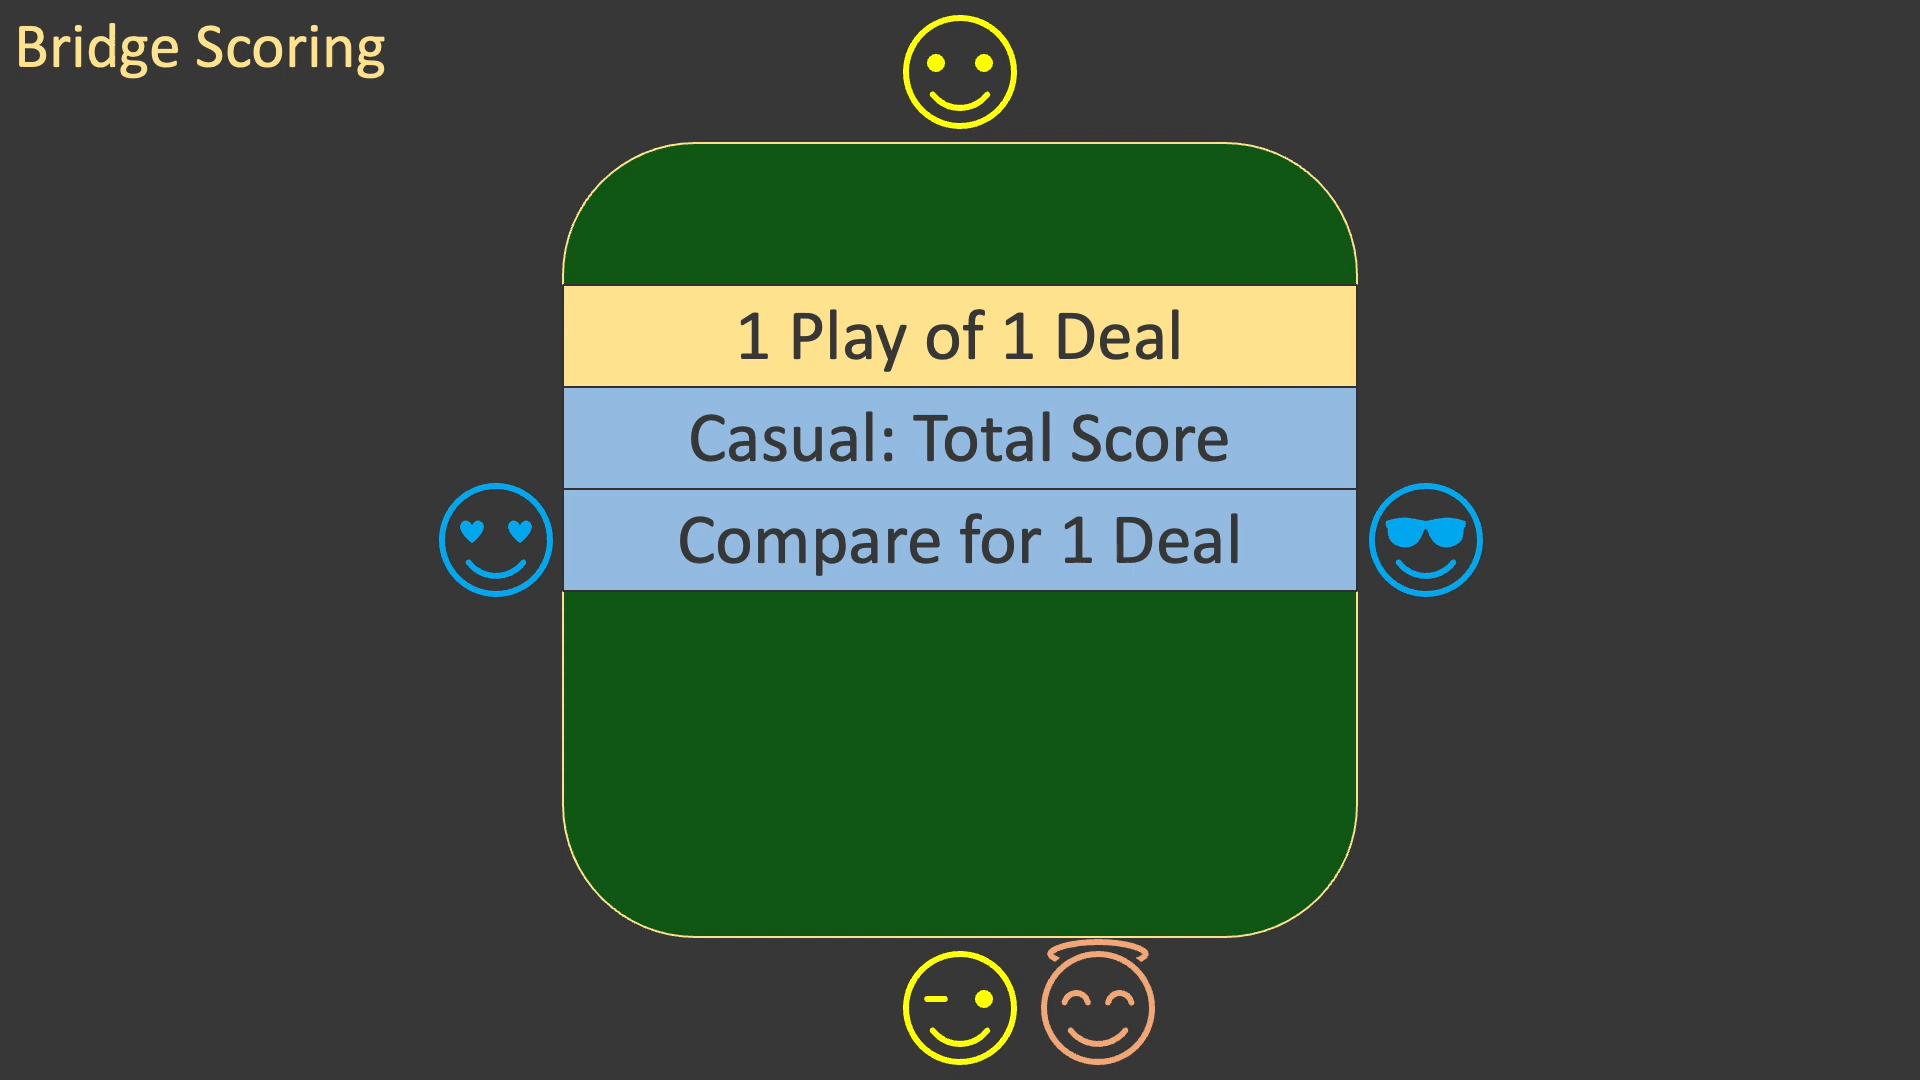 Bridge Scoring
1 Play of 1 Deal
Casual: Total Score
Compare for 1 Deal